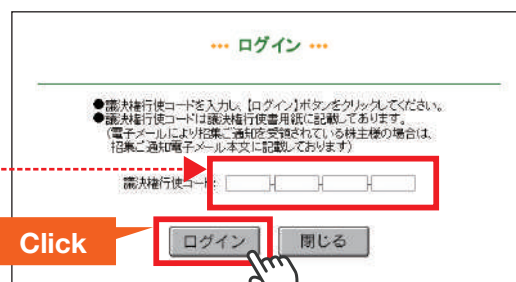 ••• ログイン •••
●議決権行使コードを入力し、【ログイン】ボタンをクリックしてください。
●議決権行使コードは議決権行使書用紙に記載してあります。
（電子メールにより招集ご通知を受領されている株主様の場合は、
招集ご通知電子メール本文に記載しております）
議決権行使コード:
Click
ログイン
閉じる